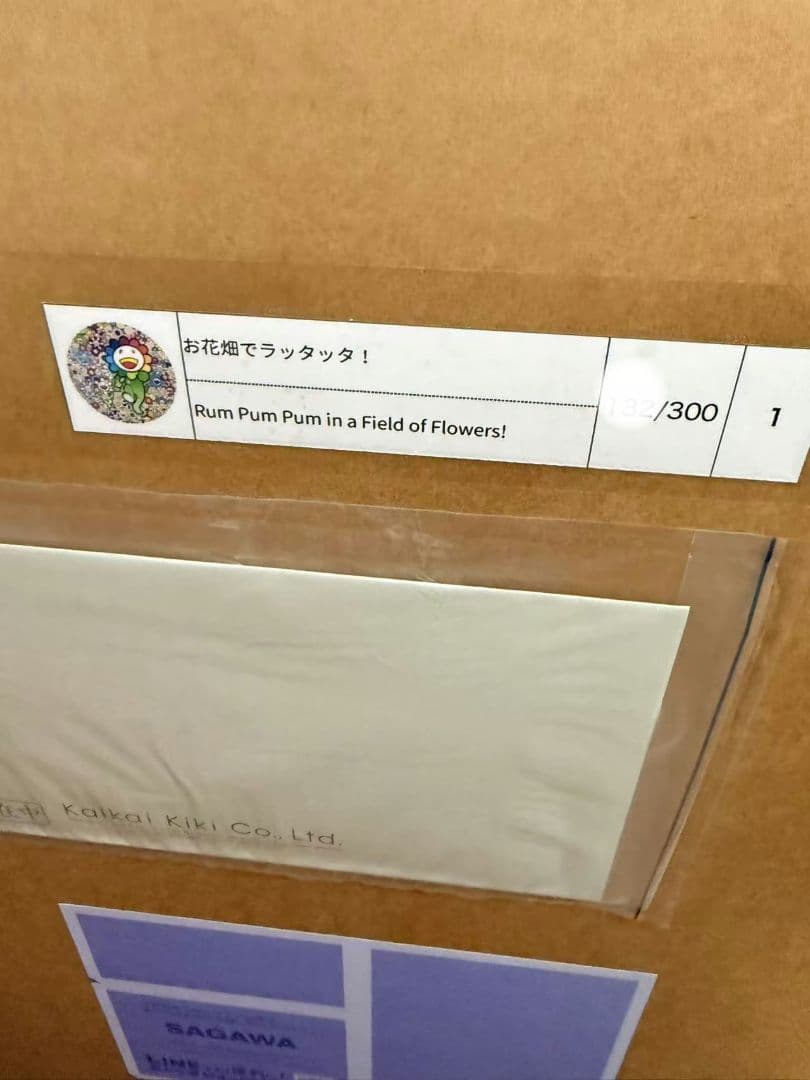 お花畑でラッタッタ！
Rum Pum Pum in a Field of Flowers!
/300
1
Kaikai Kiki Co., Ltd.
SAGAWA
LINE